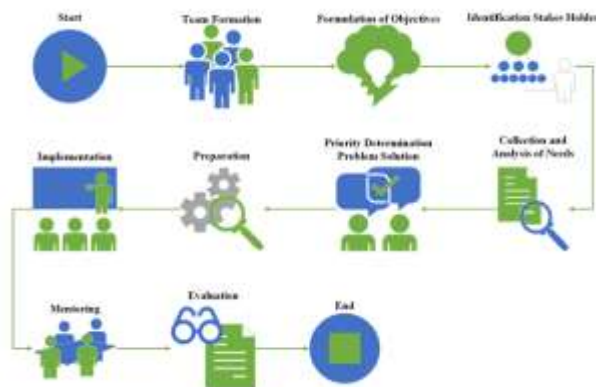 Start
Team Formation
Formulation of Objectives
Identification Stakes Holder
Collection and
Analysis of Needs
Priority Determination
Problem Solution
Preparation
Implementation
Mentoring
Evaluation
End